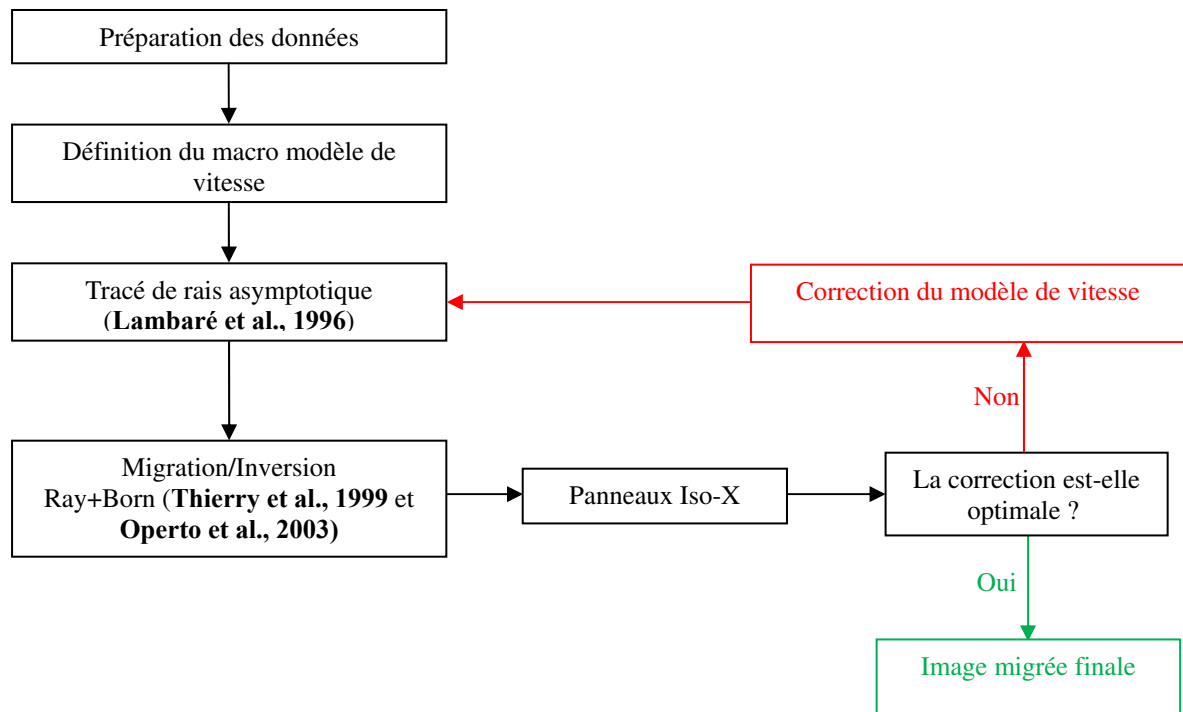 Préparation des données
Définition du macro modèle de
vitesse
Tracé de rais asymptotique
(Lambaré et al., 1996)
Correction du modèle de vitesse
Non
Migration/Inversion
Ray+Born (Thierry et al., 1999 et
Operto et al., 2003)
Panneaux Iso-X
La correction est-elle
optimale ?
Oui
Image migrée finale